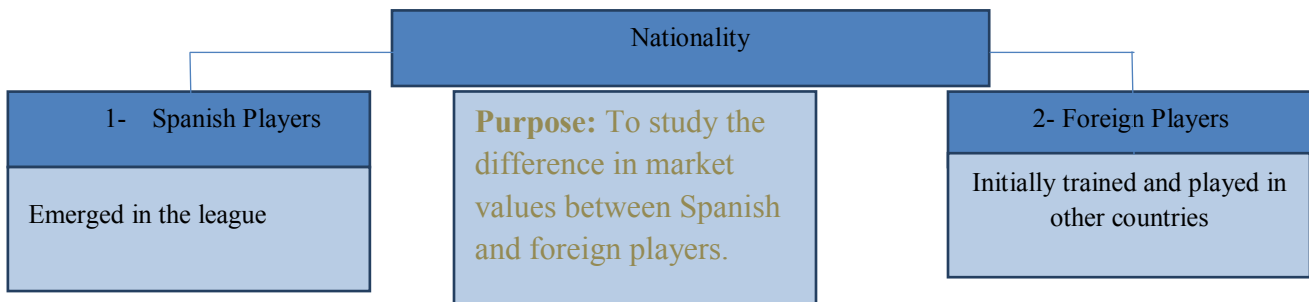 Nationality
1- Spanish Players
Emerged in the league
Purpose: To study the
difference in market
values between Spanish
and foreign players.
2- Foreign Players
Initially trained and played in
other countries